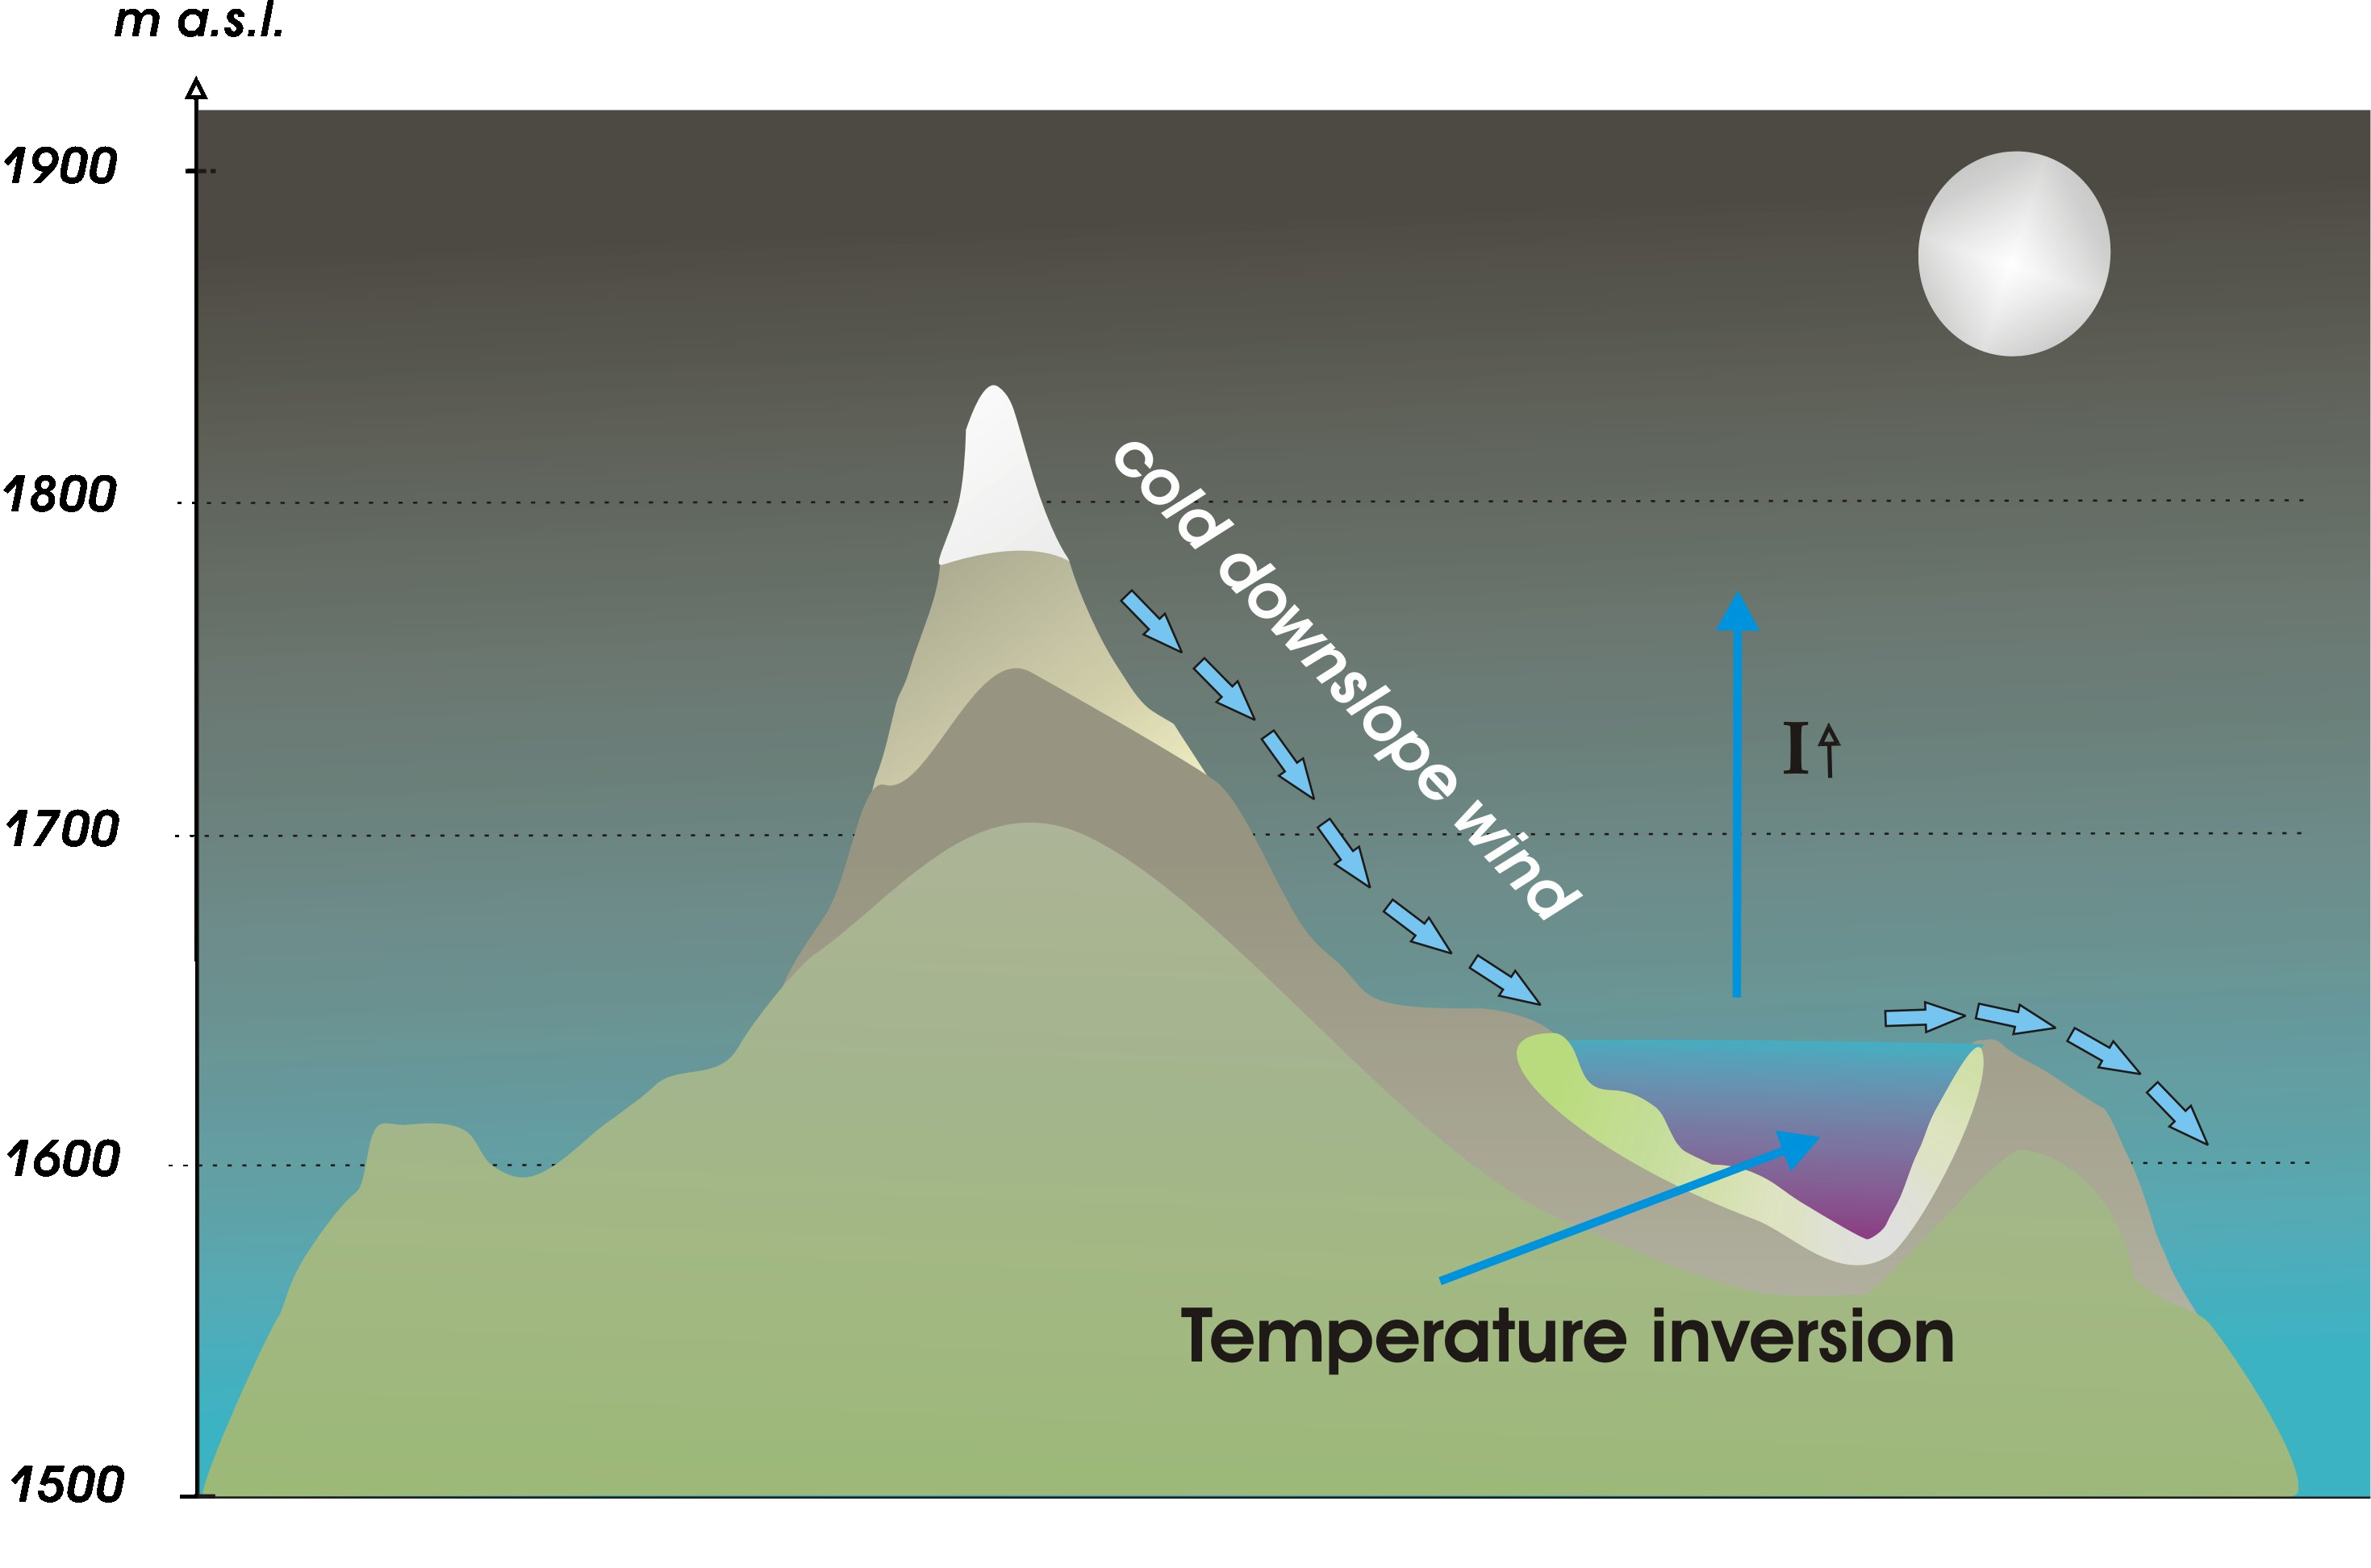 m a.s.l.
1900
1800
cold downslope wind
I↑
1700
1600
Temperature inversion
1500